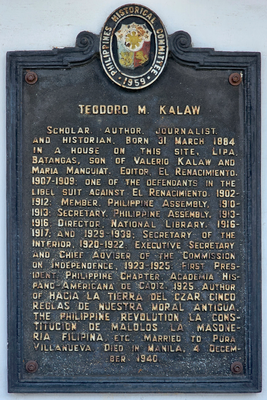 PHILIPPINES HISTORICAL COMMITTEE
1959
TEODORO M. KALAW
SCHOLAR, AUTHOR, JOURNALIST,
AND HISTORIAN, BORN 31 MARCH 1884
IN A HOUSE ON THIS SITE, LIPA,
BATANGAS, SON OF VALERIO KALAW AND
MARIA MANGUIAT. EDITOR, EL RENACIMIENTO,
1907-1909; ONE OF THE DEFENDANTS IN THE
LIBEL SUIT AGAINST EL RENACIMIENTO, 1902-
1912; MEMBER, PHILIPPINE ASSEMBLY, 1910-
1913; SECRETARY, PHILIPPINE ASSEMBLY, 1913-
1916; DIRECTOR, NATIONAL LIBRARY, 1916-
1917, AND 1929-1939; SECRETARY OF THE
INTERIOR, 1920-1922; EXECUTIVE SECRETARY
AND CHIEF ADVISER OF THE COMMISSION
ON INDEPENDENCE, 1923-1925; FIRST PRES-
IDENT, PHILIPPINE CHAPTER, ACADEMIA HIS-
PANO-AMERICANA DE CADIZ, 1925. AUTHOR
OF HACIA LA TIERRA DEL CZAR, CINCO
REGLAS DE NUESTRA MORAL ANTIGUA,
THE PHILIPPINE REVOLUTION, LA CONS-
TITUCION DE MALOLOS, LA MASONE-
RIA FILIPINA, ETC. MARRIED TO PURA
VILLANUEVA. DIED IN MANILA, 4 DECEM-
BER 1940.